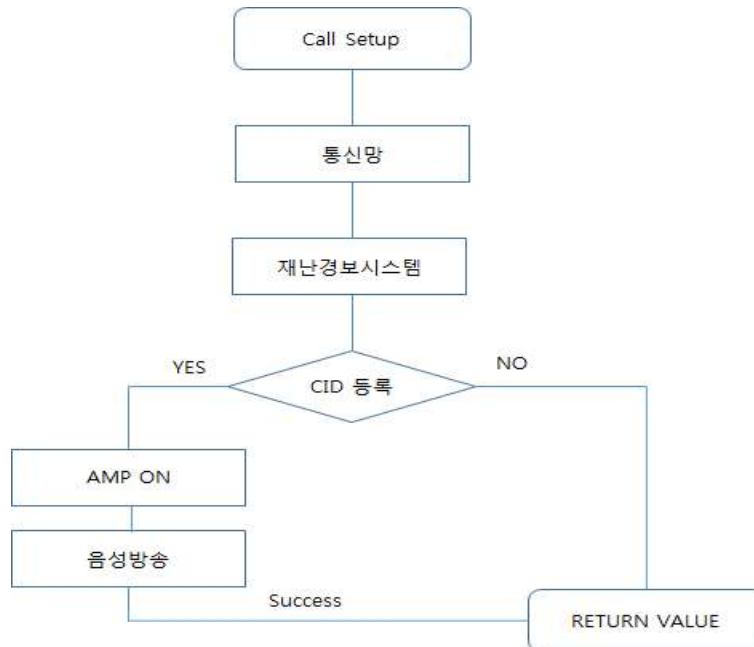 Call Setup
통신망
재난경보시스템
YES
NO
CID 등록
AMP ON
음성방송
Success
RETURN VALUE